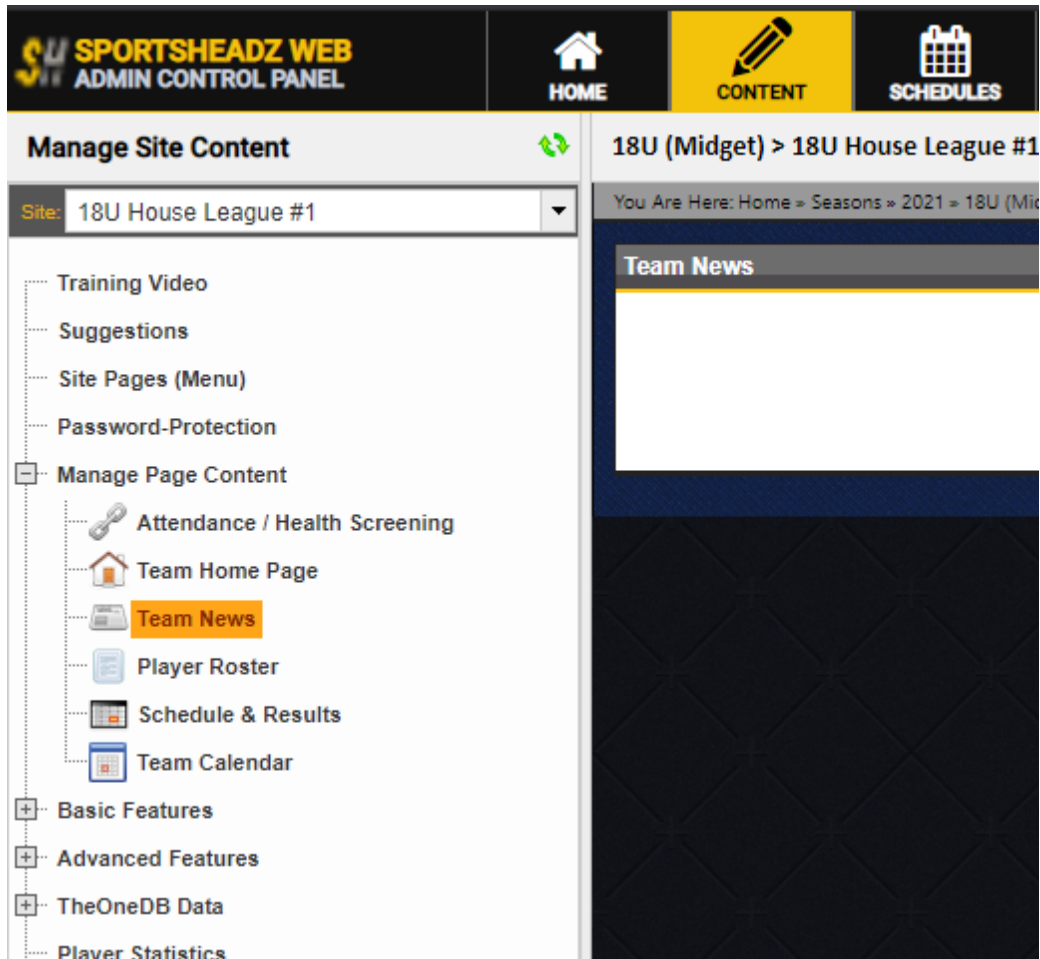 SPORTSHEADZ WEB
ADMIN CONTROL PANEL
HOME
CONTENT
SCHEDULES
Manage Site Content
18U (Midget) > 18U House League #1
Site: 18U House League #1
You Are Here: Home » Seasons » 2021 » 18U (Mid
Team News
Training Video
Suggestions
Site Pages (Menu)
Password-Protection
Manage Page Content
Attendance / Health Screening
Team Home Page
Team News
Player Roster
Schedule & Results
Team Calendar
Basic Features
Advanced Features
TheOneDB Data
Player Statistics